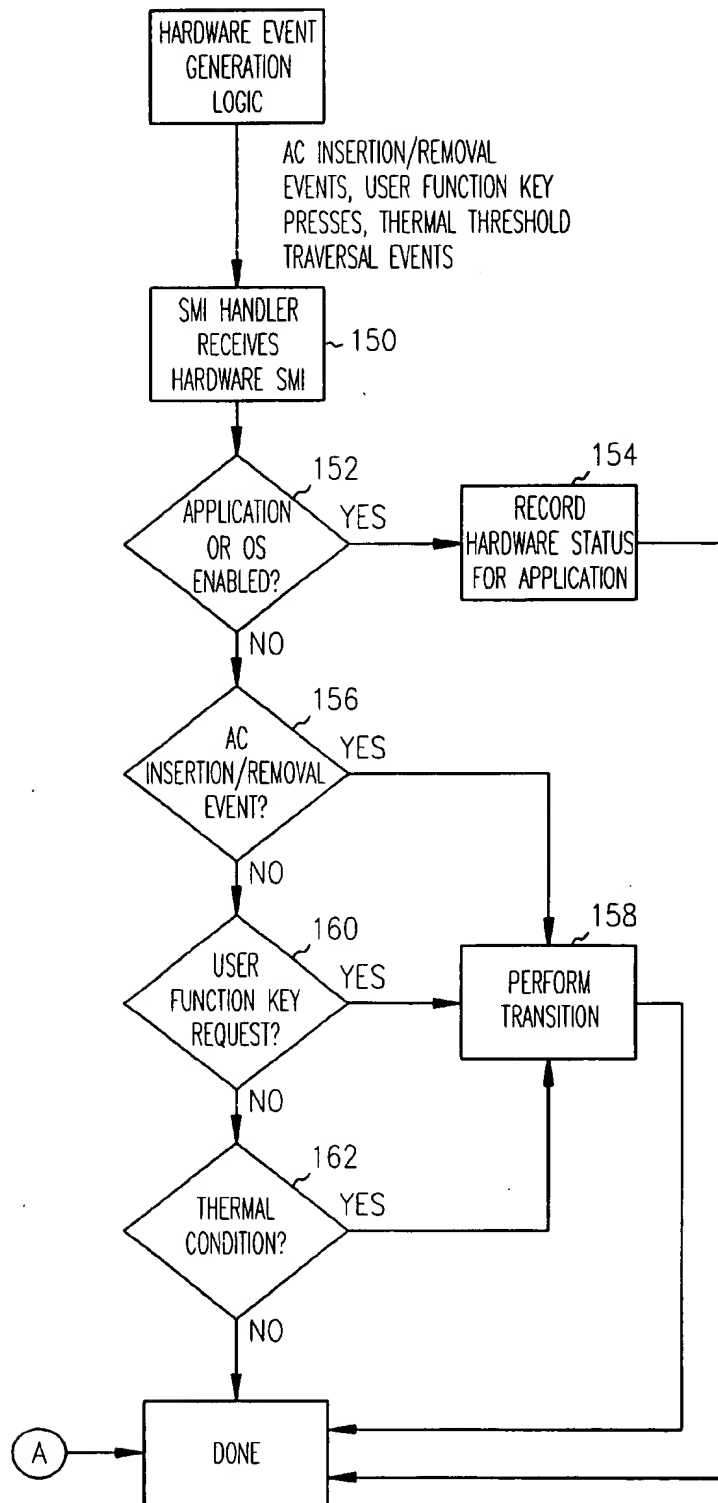 HARDWARE EVENT
GENERATION
LOGIC
AC INSERTION/REMOVAL
EVENTS, USER FUNCTION KEY
PRESSES, THERMAL THRESHOLD
TRAVERSAL EVENTS
SMI HANDLER
RECEIVES
HARDWARE SMI
150
152
APPLICATION
OR OS
ENABLED?
YES
154
RECORD
HARDWARE STATUS
FOR APPLICATION
NO
156
AC
INSERTION/REMOVAL
EVENT?
YES
NO
160
USER
FUNCTION KEY
REQUEST?
YES
158
PERFORM
TRANSITION
NO
162
THERMAL
CONDITION?
YES
NO
A
DONE